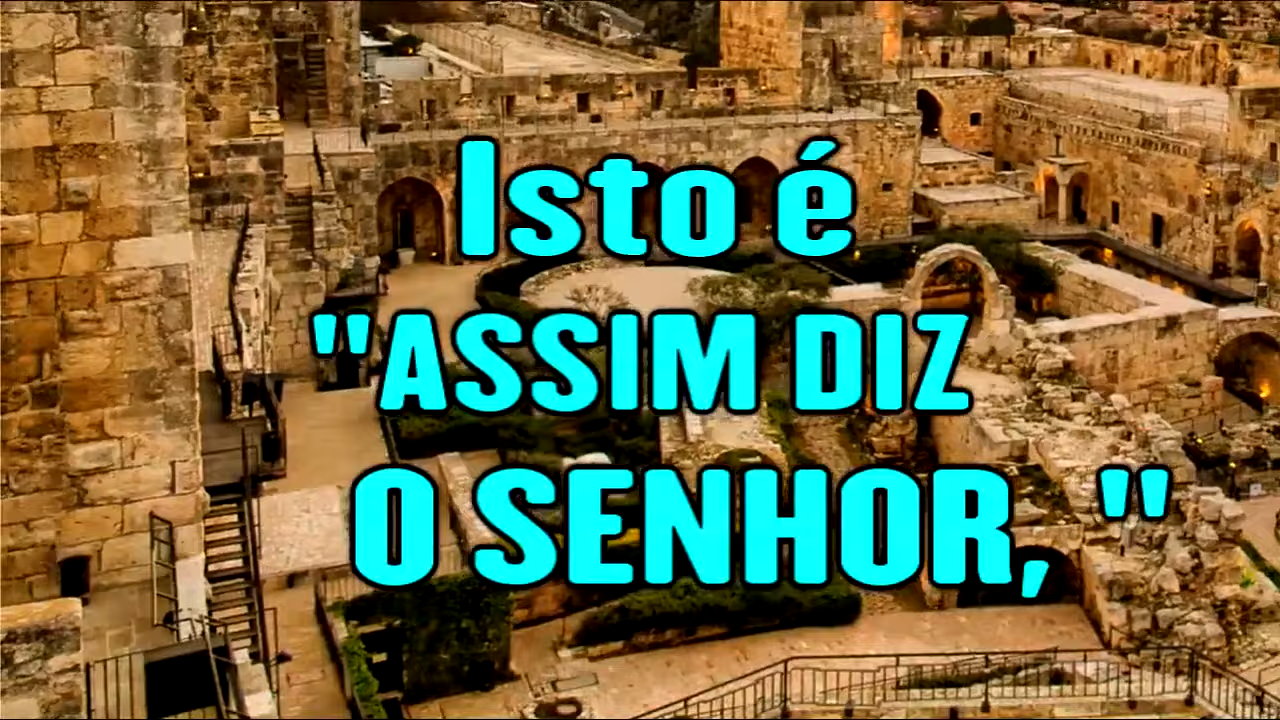 Isto é
"ASSIM DIZ
O SENHOR, "